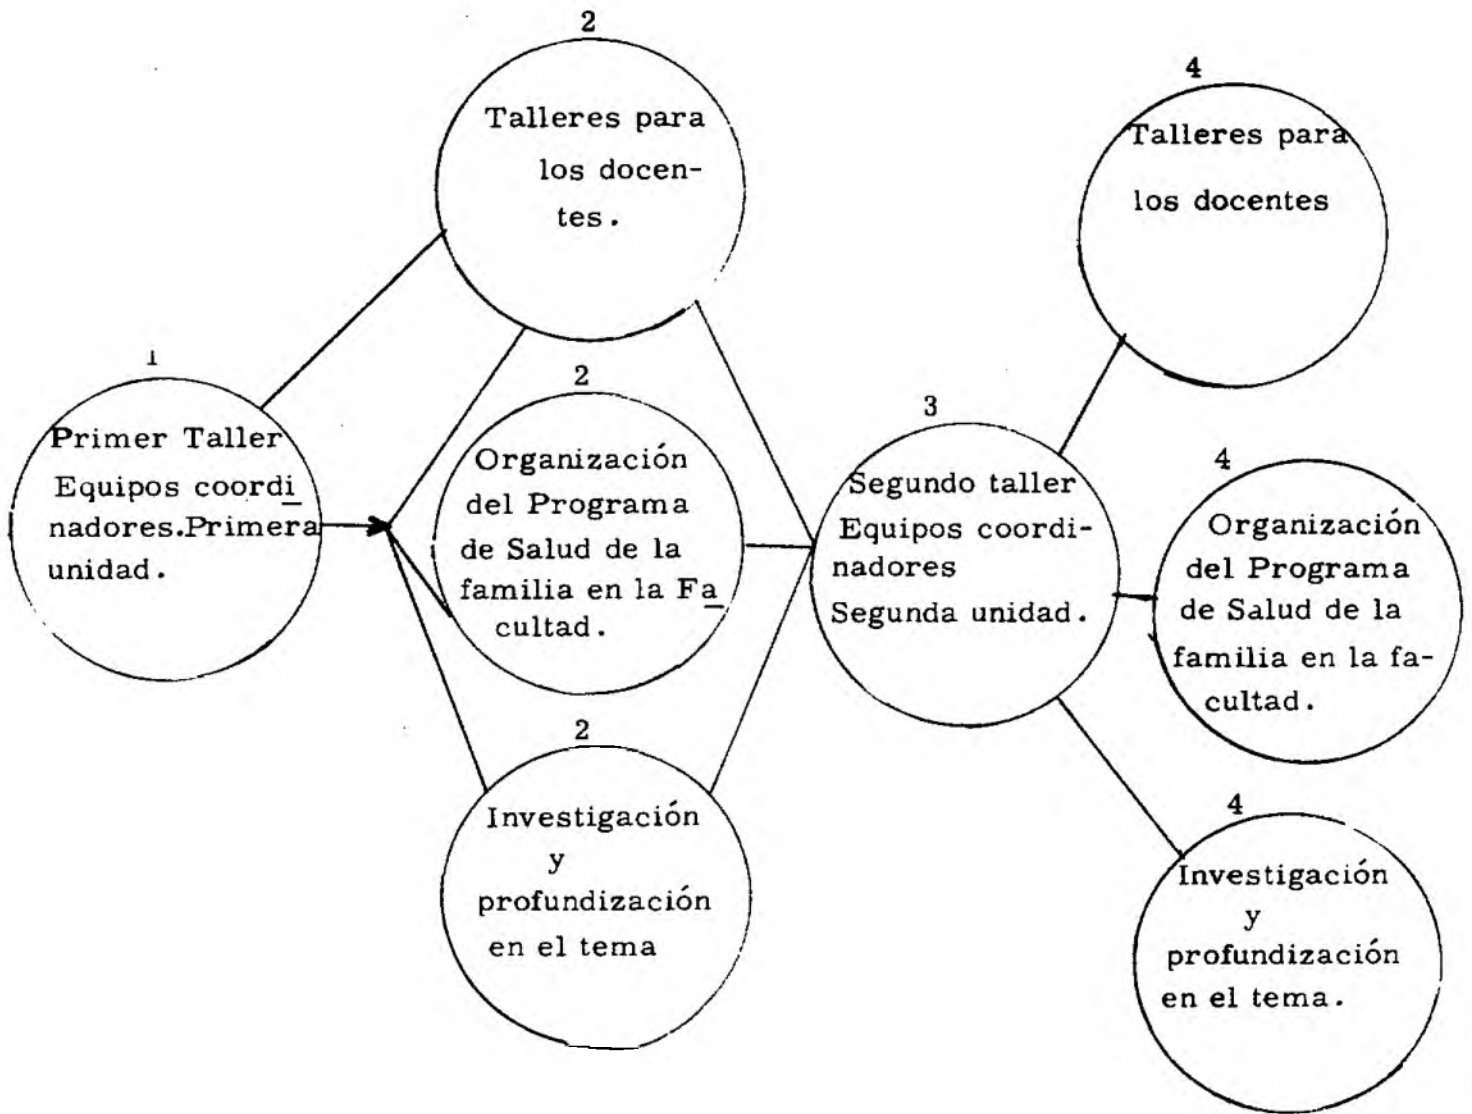 1
Primer Taller
Equipos coordi
nadores.Primera
unidad.
2
Talleres para
los docen-
tes.
2
Organización
del Programa
de Salud de la
familia en la Fa
cultad.
2
Investigación
y
profundización
en el tema
3
Segundo taller
Equipos coordi-
nadores
Segunda unidad.
4
Talleres para
los docentes
4
Organización
del Programa
de Salud de la
familia en la fa-
cultad.
4
Investigación
y
profundización
en el tema.